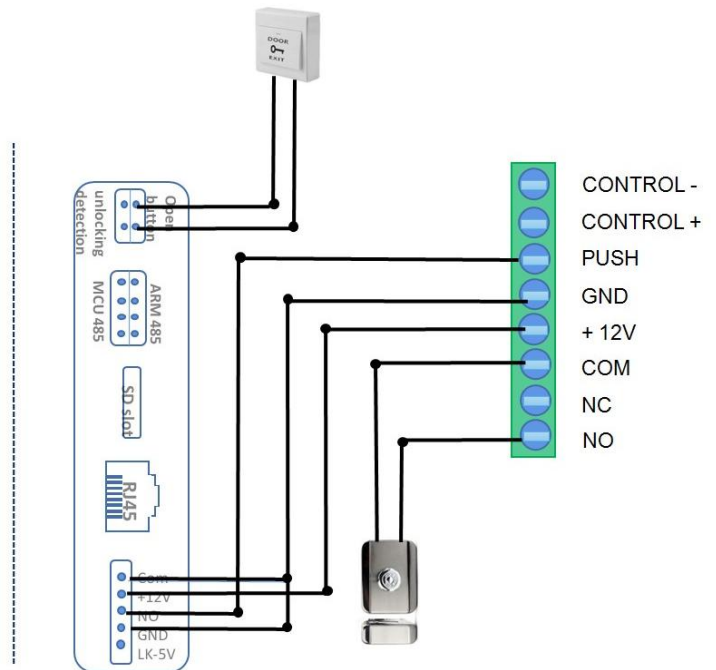 DOOR
EXIT
Open
button
unlocking
detection
ARM 485
MCU 485
SD slot
RJ45
Com
+12V
NO
GND
LK-5V
CONTROL -
CONTROL +
PUSH
GND
+ 12V
COM
NC
NO